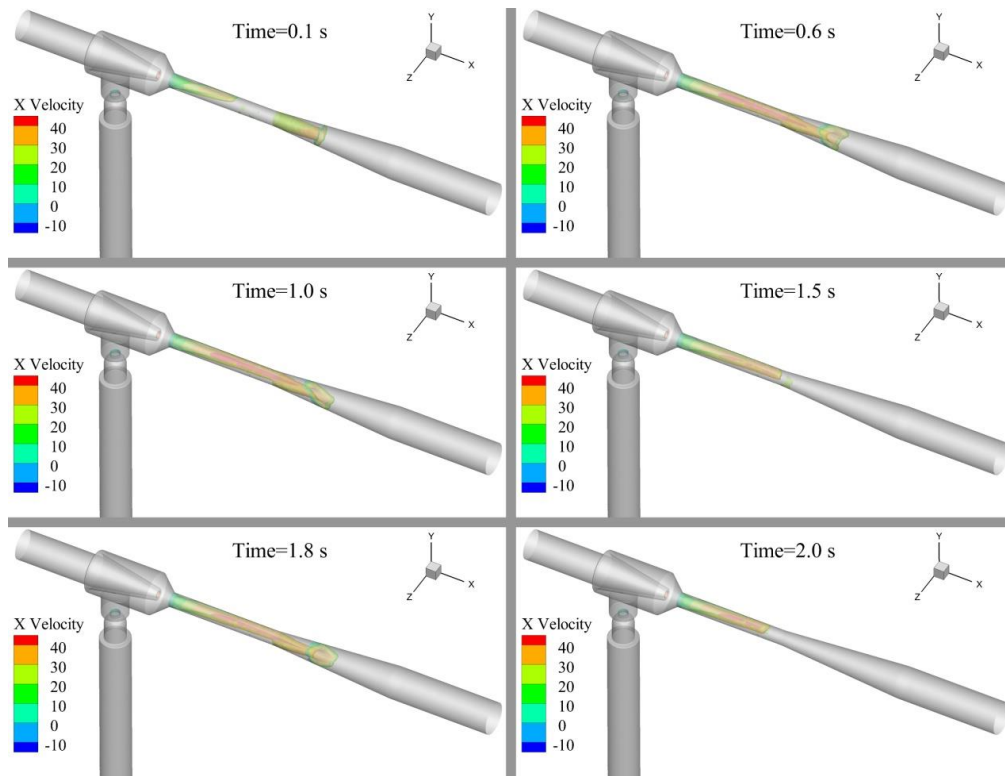 Time=0.1 s
Y
X
Z
X Velocity
40
30
20
10
0
-10
Time=0.6 s
Y
X
Z
X Velocity
40
30
20
10
0
-10
Time=1.0 s
Y
X
Z
X Velocity
40
30
20
10
0
-10
Time=1.5 s
Y
X
Z
X Velocity
40
30
20
10
0
-10
Time=1.8 s
Y
X
Z
X Velocity
40
30
20
10
0
-10
Time=2.0 s
Y
X
Z
X Velocity
40
30
20
10
0
-10